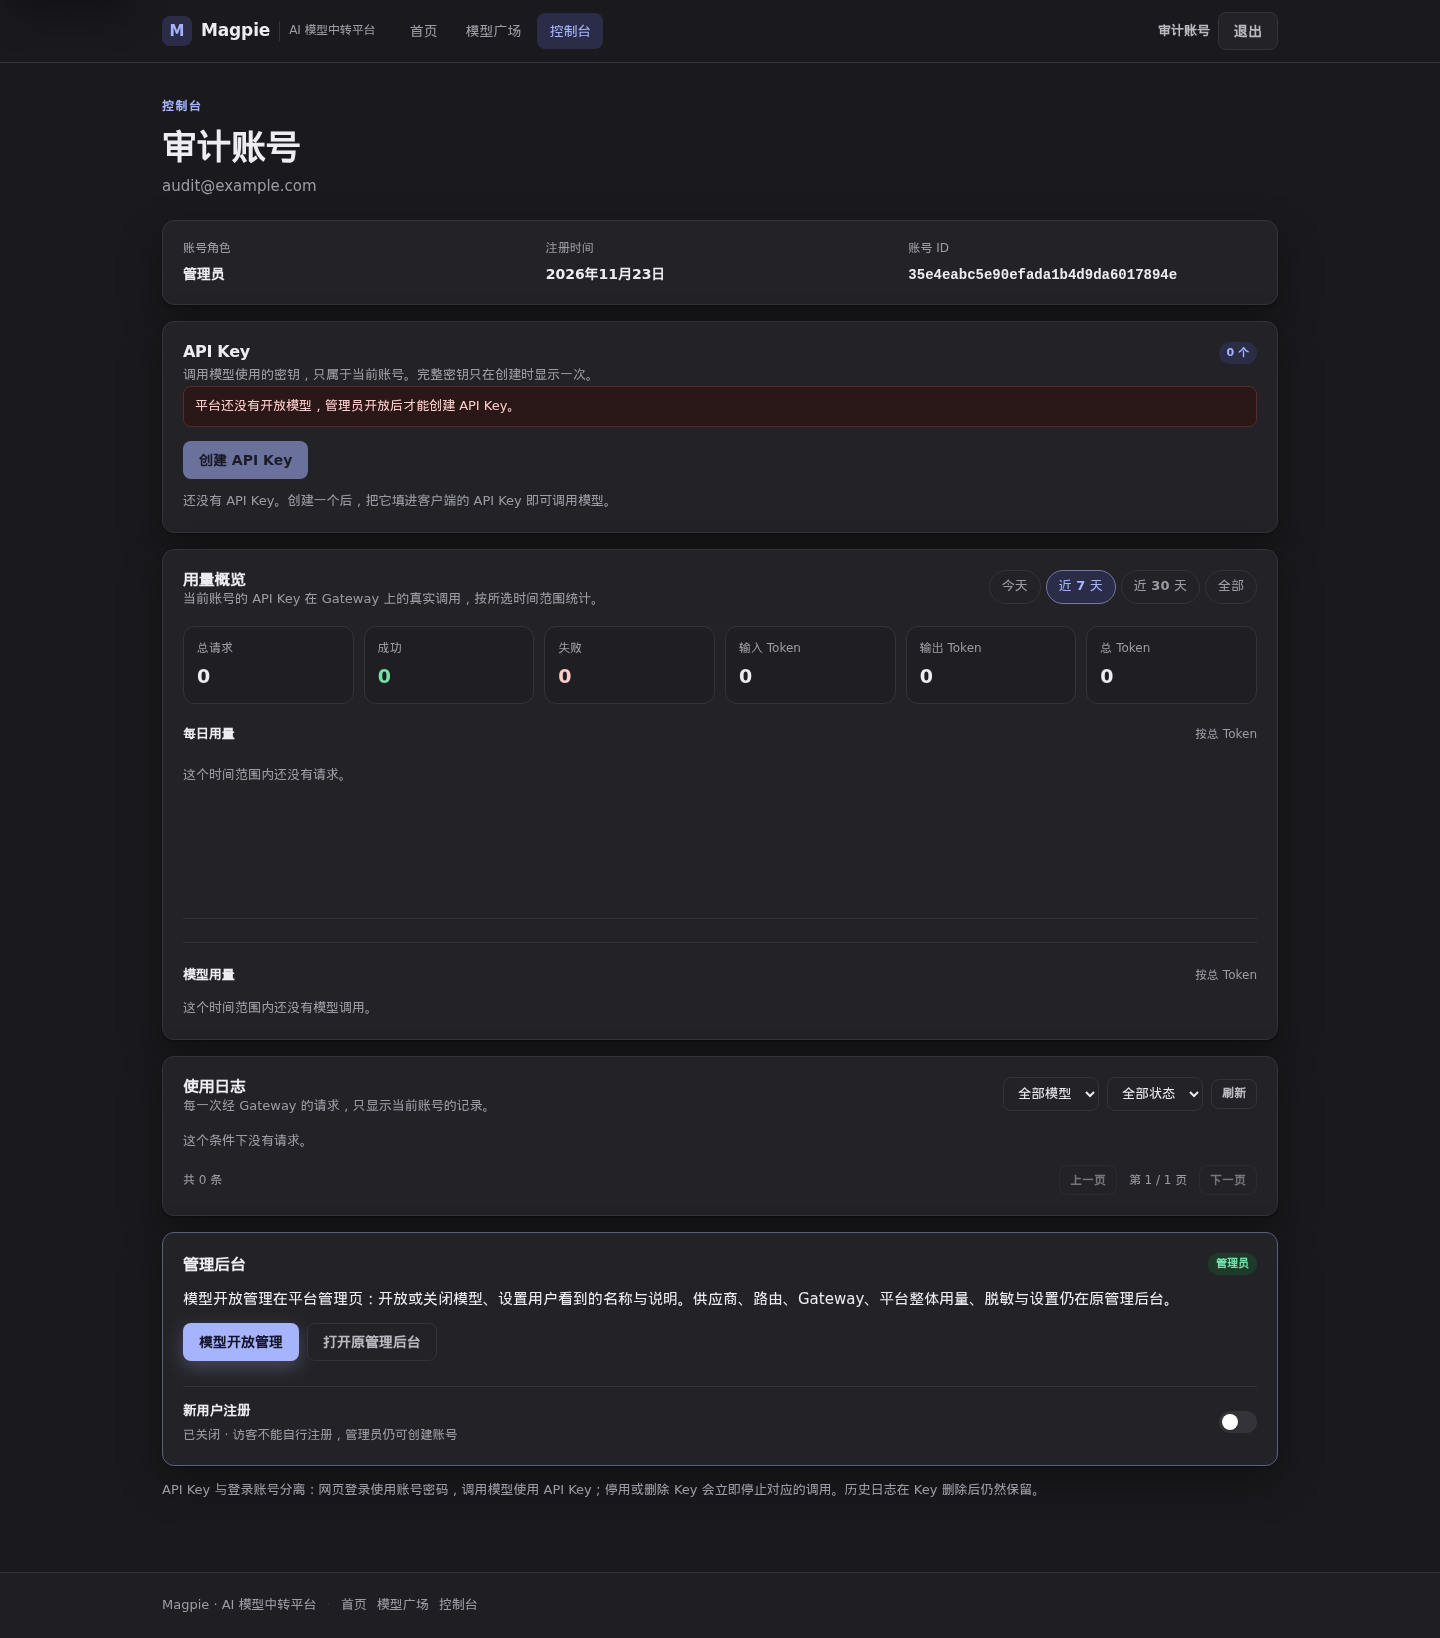 M Magpie AI 模型中转平台 首页 模型广场 控制台 审计账号 退出
控制台
审计账号
audit@example.com
账号角色 注册时间 账号 ID
管理员 2026年11月23日 35e4eabc5e90efada1b4d9da6017894e
API Key 0 个
调用模型使用的密钥，只属于当前账号。完整密钥只在创建时显示一次。
平台还没有开放模型，管理员开放后才能创建 API Key。
创建 API Key
还没有 API Key。创建一个后，把它填进客户端的 API Key 即可调用模型。
用量概览 今天 近 7 天 近 30 天 全部
当前账号的 API Key 在 Gateway 上的真实调用，按所选时间范围统计。
总请求 成功 失败 输入 Token 输出 Token 总 Token
0 0 0 0 0 0
每日用量 按总 Token
这个时间范围内还没有请求。
模型用量 按总 Token
这个时间范围内还没有模型调用。
使用日志 全部模型 全部状态 刷新
每一次经 Gateway 的请求，只显示当前账号的记录。
这个条件下没有请求。
共 0 条 上一页 第 1 / 1 页 下一页
管理后台 管理员
模型开放管理在平台管理页：开放或关闭模型、设置用户看到的名称与说明。供应商、路由、Gateway、平台整体用量、脱敏与设置仍在原管理后台。
模型开放管理 打开原管理后台
新用户注册
已关闭 · 访客不能自行注册，管理员仍可创建账号
API Key 与登录账号分离：网页登录使用账号密码，调用模型使用 API Key；停用或删除 Key 会立即停止对应的调用。历史日志在 Key 删除后仍然保留。
Magpie · AI 模型中转平台 · 首页 模型广场 控制台